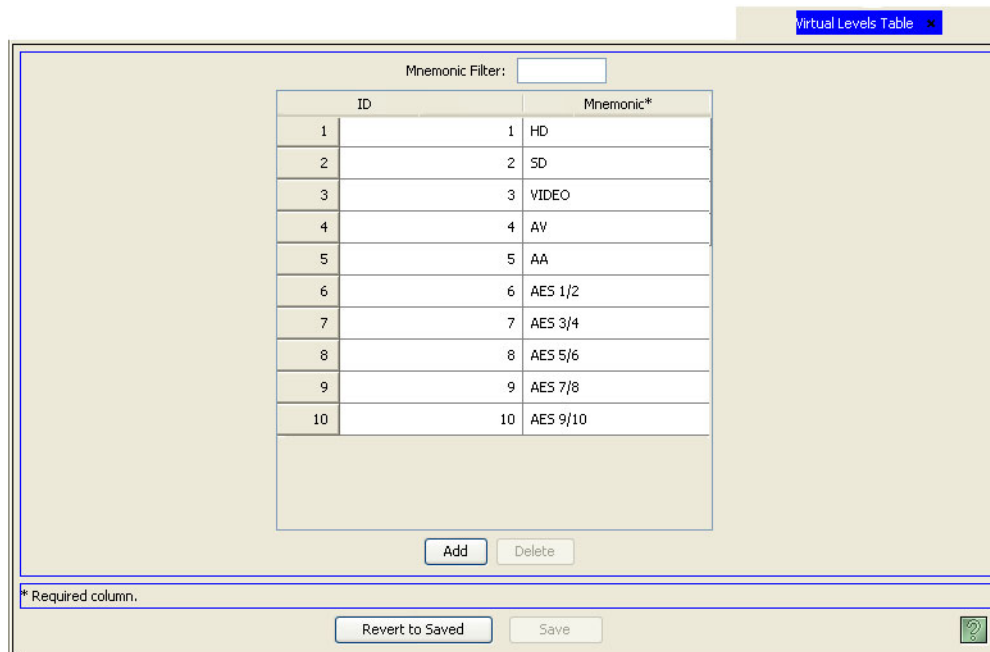 Virtual Levels Table ×
Mnemonic Filter:
ID Mnemonic*
1 1 HD
2 2 SD
3 3 VIDEO
4 4 AV
5 5 AA
6 6 AES 1/2
7 7 AES 3/4
8 8 AES 5/6
9 9 AES 7/8
10 10 AES 9/10
Add Delete
* Required column.
Revert to Saved Save ?